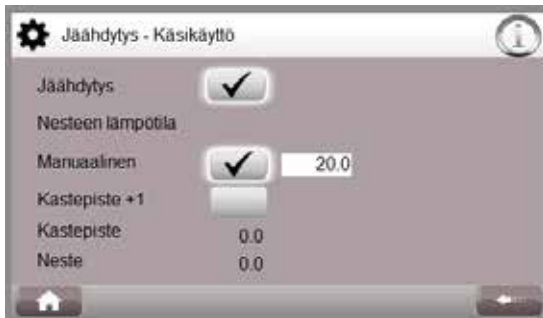 Jäähdytys - Käsikäyttö
Jäähdytys
Nesteen lämpötila
Manuaalinen 20.0
Kastepiste +1
Kastepiste 0.0
Neste 0.0